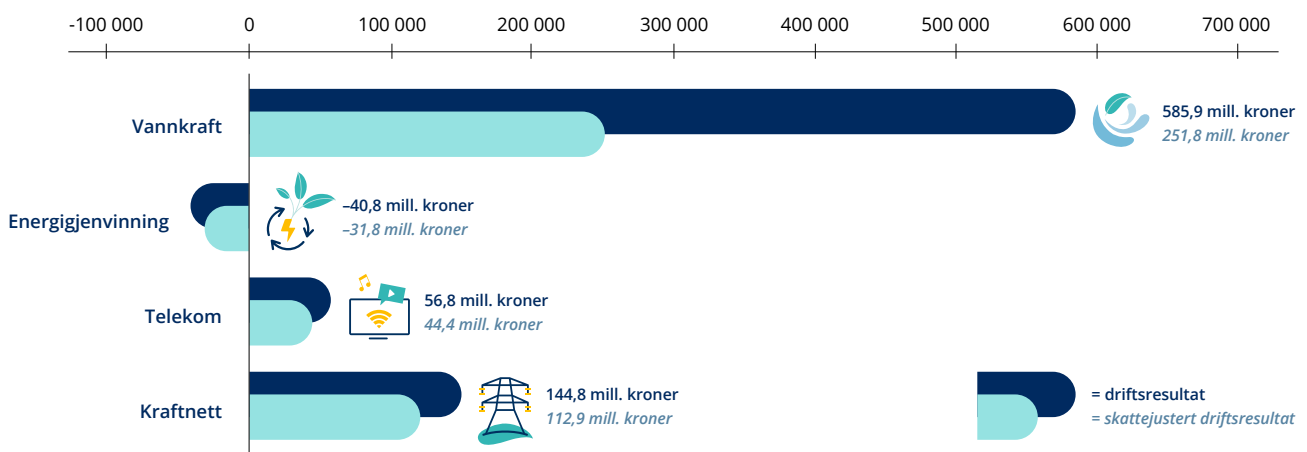 -100 000 0 100 000 200 000 300 000 400 000 500 000 600 000 700 000
Vannkraft
585,9 mill. kroner
251,8 mill. kroner
Energigjenvinning
–40,8 mill. kroner
–31,8 mill. kroner
Telekom
56,8 mill. kroner
44,4 mill. kroner
Kraftnett
144,8 mill. kroner
112,9 mill. kroner
= driftsresultat
= skattejustert driftsresultat